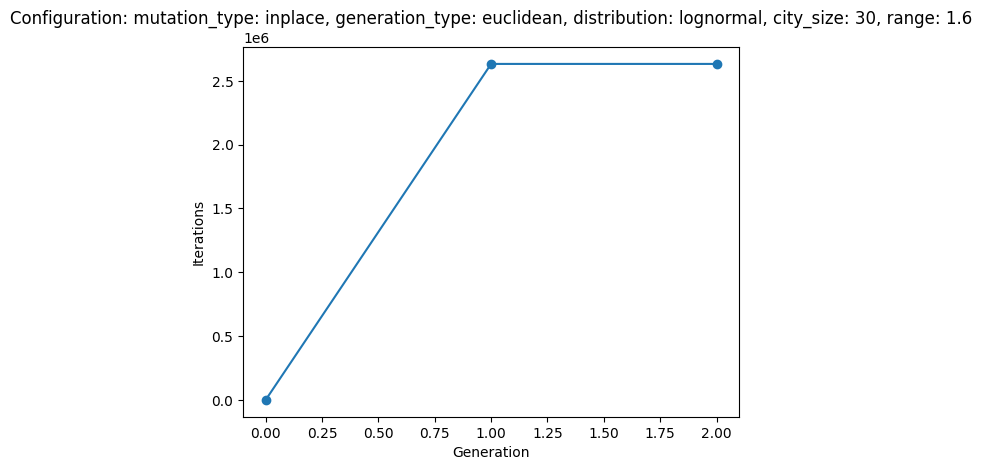 Configuration: mutation_type: inplace, generation_type: euclidean, distribution: lognormal, city_size: 30, range: 1.6
1e6
2.5
2.0
1.5
1.0
0.5
0.0
Iterations
0.00 0.25 0.50 0.75 1.00 1.25 1.50 1.75 2.00
Generation